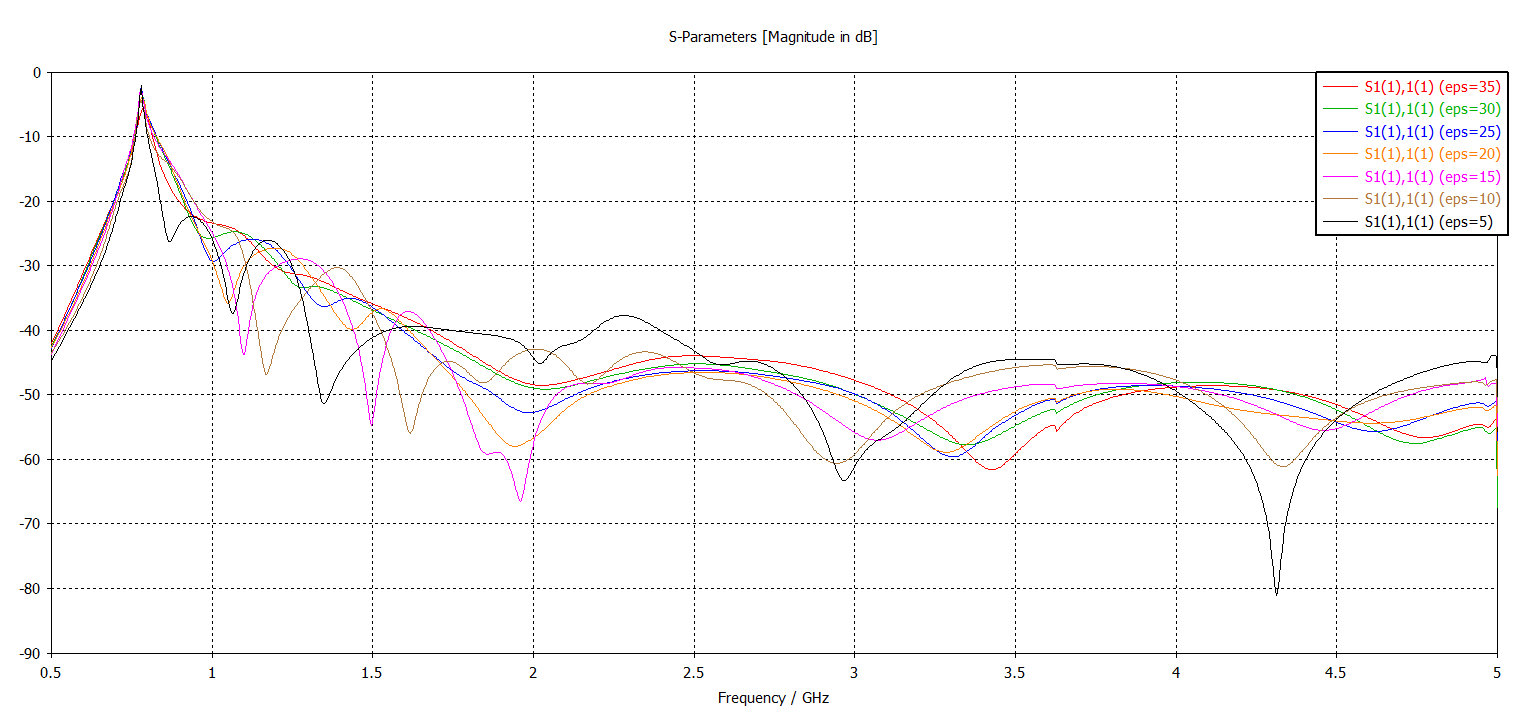 S-Parameters [Magnitude in dB]
0
-10
-20
-30
-40
-50
-60
-70
-80
-90
S1(1),1(1) (eps=35)
S1(1),1(1) (eps=30)
S1(1),1(1) (eps=25)
S1(1),1(1) (eps=20)
S1(1),1(1) (eps=15)
S1(1),1(1) (eps=10)
S1(1),1(1) (eps=5)
0.5 1 1.5 2 2.5 3 3.5 4 4.5 5
Frequency / GHz